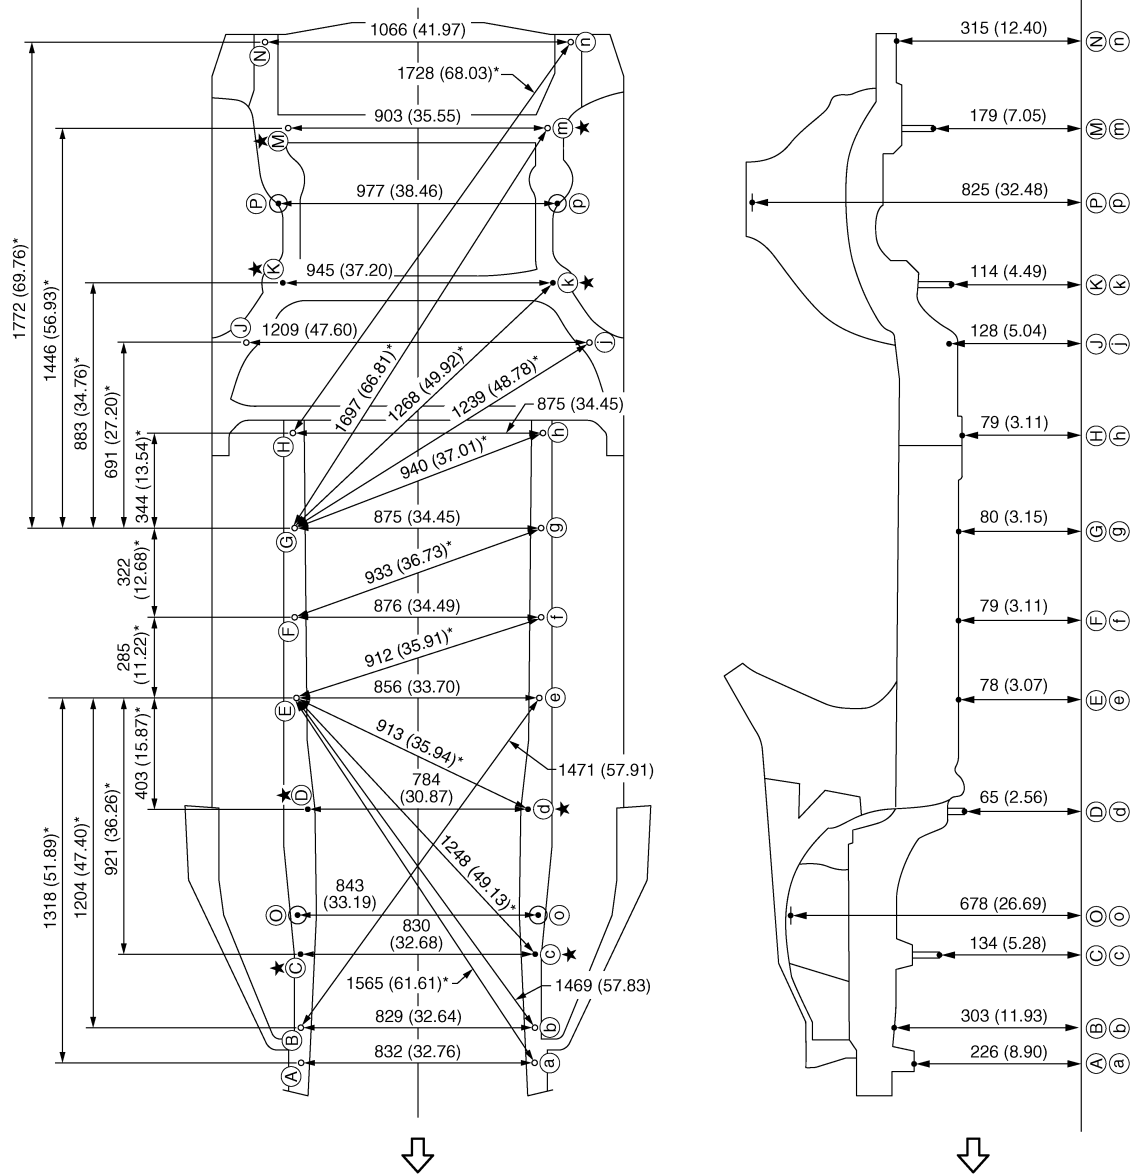 1066 (41.97)
N
n
1728 (68.03)*
903 (35.55)
★
M
m
★
977 (38.46)
P
p
★
K
945 (37.20)
k
★
J
1209 (47.60)
j
1697 (66.81)*
1268 (49.92)*
1239 (48.78)*
875 (34.45)
H
h
940 (37.01)*
1772 (69.76)*
1446 (56.93)*
883 (34.76)*
691 (27.20)*
344 (13.54)*
875 (34.45)
G
g
322
(12.68)*
933 (36.73)*
876 (34.49)
F
f
285
(11.22)*
912 (35.91)*
856 (33.70)
E
e
913 (35.94)*
1471 (57.91)
784
(30.87)
★
D
d
★
403 (15.87)*
921 (36.26)*
1204 (47.40)*
1318 (51.89)*
1248 (49.13)*
843
(33.19)
O
o
830
(32.68)
★
C
c
★
1565 (61.61)*
1469 (57.83)
829 (32.64)
B
b
832 (32.76)
A
a
315 (12.40)
N n
179 (7.05)
M m
825 (32.48)
P p
114 (4.49)
K k
128 (5.04)
J j
79 (3.11)
H h
80 (3.15)
G g
79 (3.11)
F f
78 (3.07)
E e
65 (2.56)
D d
678 (26.69)
O o
134 (5.28)
C c
303 (11.93)
B b
226 (8.90)
A a